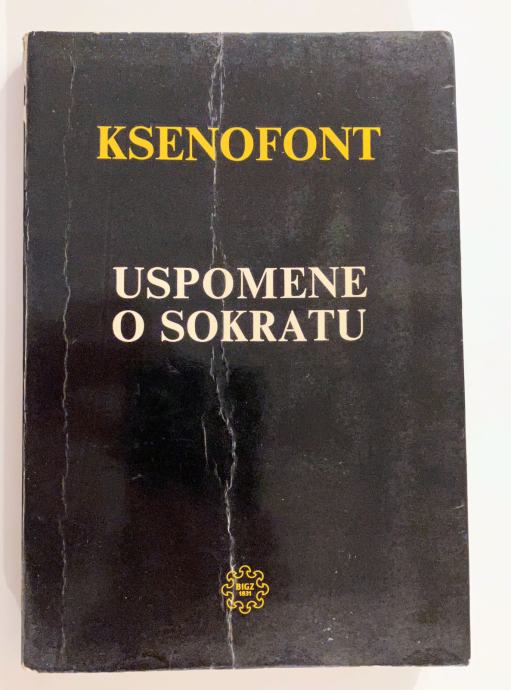 KSENOFONT
USPOMENE
O SOKRATU
BIGZ
1831